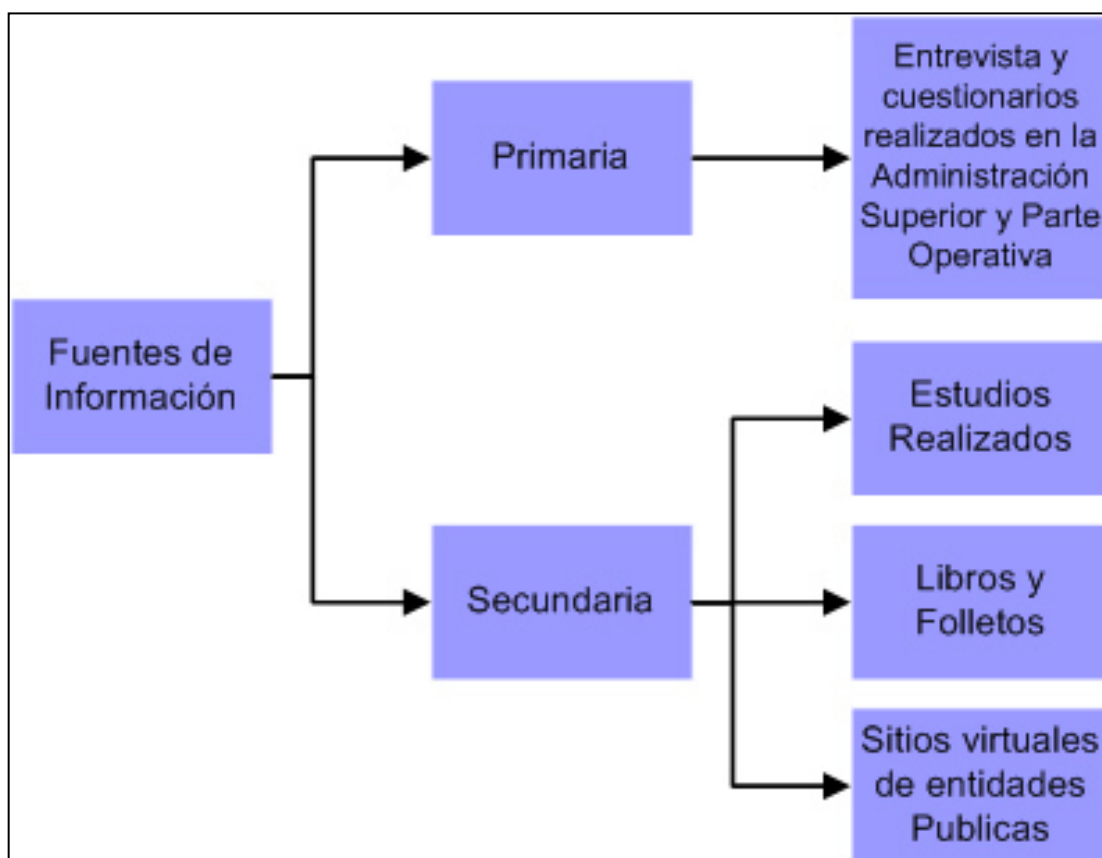 Fuentes de
Información
Primaria
Entrevista y
cuestionarios
realizados en la
Administración
Superior y Parte
Operativa
Secundaria
Estudios
Realizados
Libros y
Folletos
Sitios virtuales
de entidades
Publicas